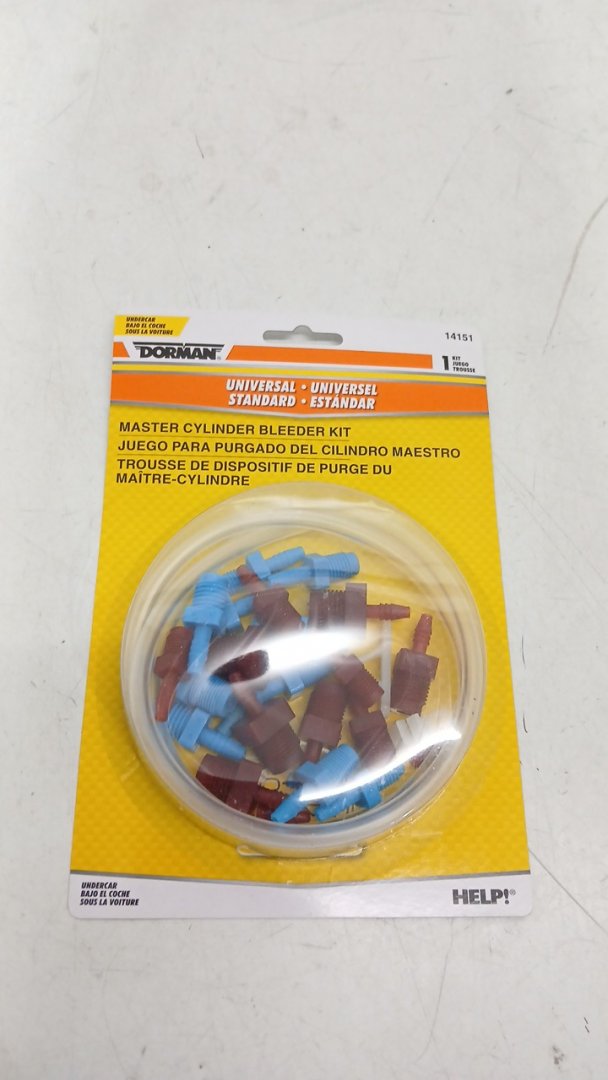 UNDERCAR
BAJO EL COCHE
SOUS LA VOITURE
DORMAN®
14151
1 KIT
JUEGO
TROUSSE
UNIVERSAL • UNIVERSEL
STANDARD • ESTÁNDAR
MASTER CYLINDER BLEEDER KIT
JUEGO PARA PURGADO DEL CILINDRO MAESTRO
TROUSSE DE DISPOSITIF DE PURGE DU
MAÎTRE-CYLINDRE
UNDERCAR
BAJO EL COCHE
SOUS LA VOITURE
HELP!®